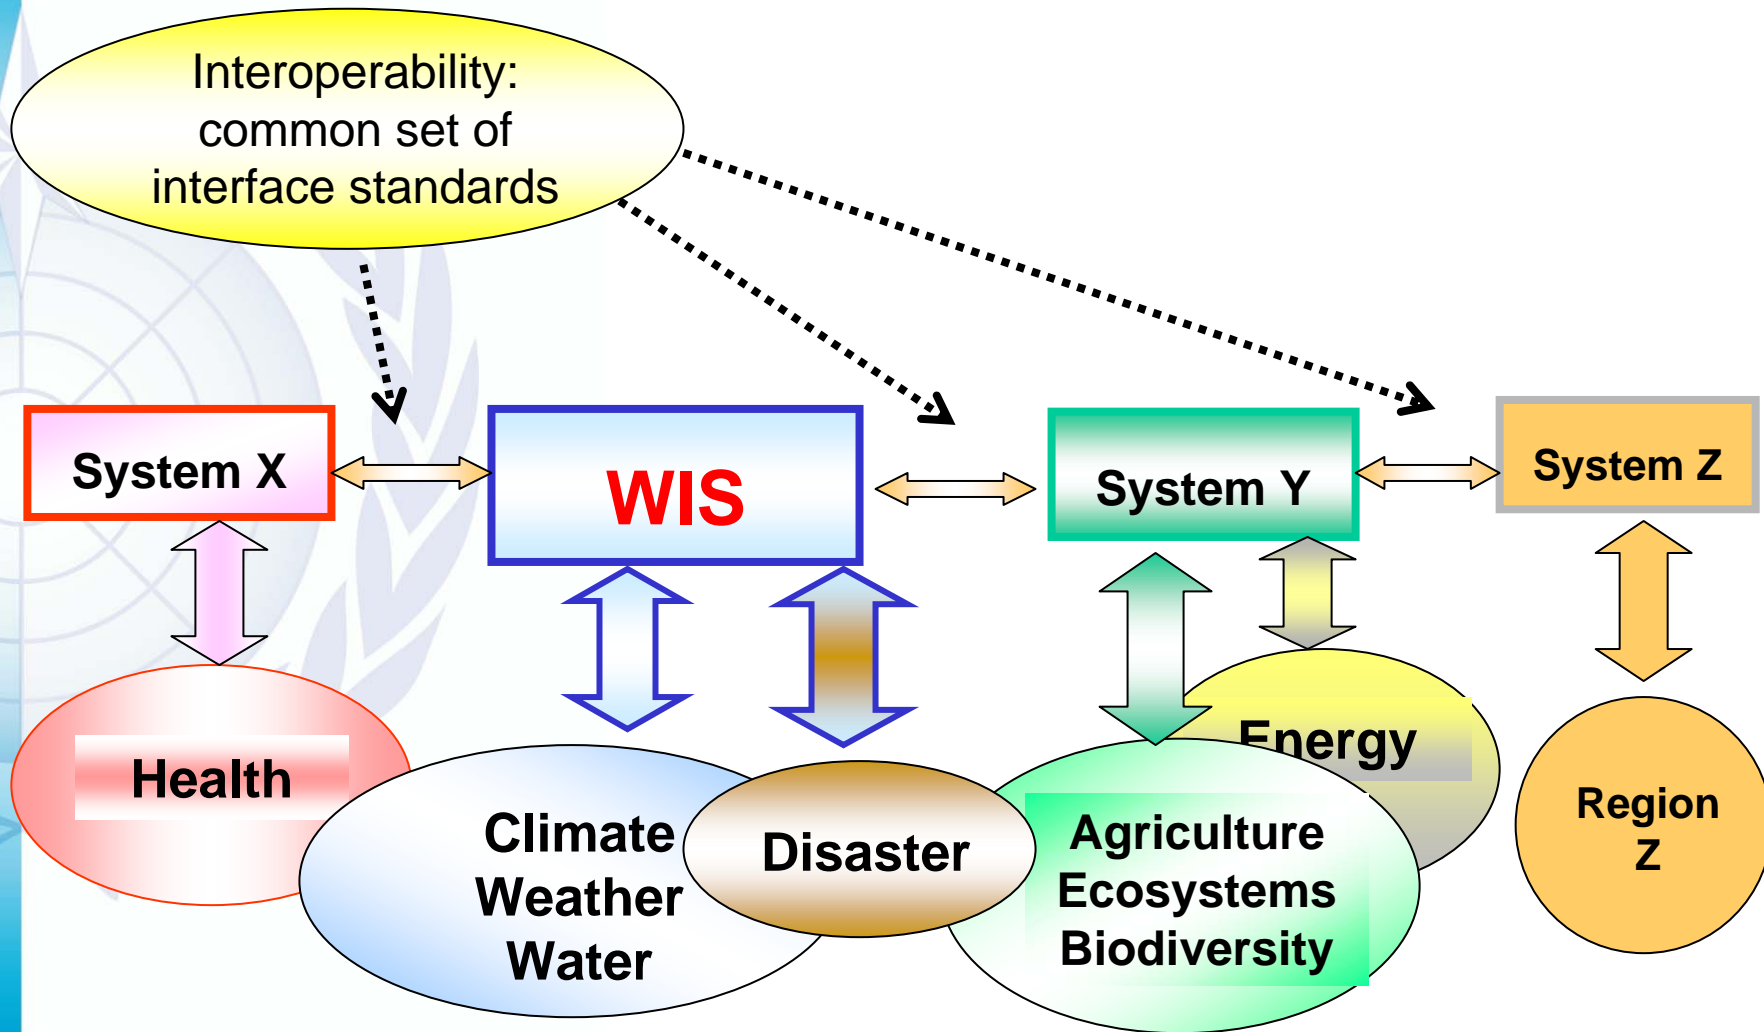 Interoperability:
common set of
interface standards
System X
WIS
System Y
System Z
Health
Climate
Weather
Water
Disaster
Energy
Agriculture
Ecosystems
Biodiversity
Region
Z